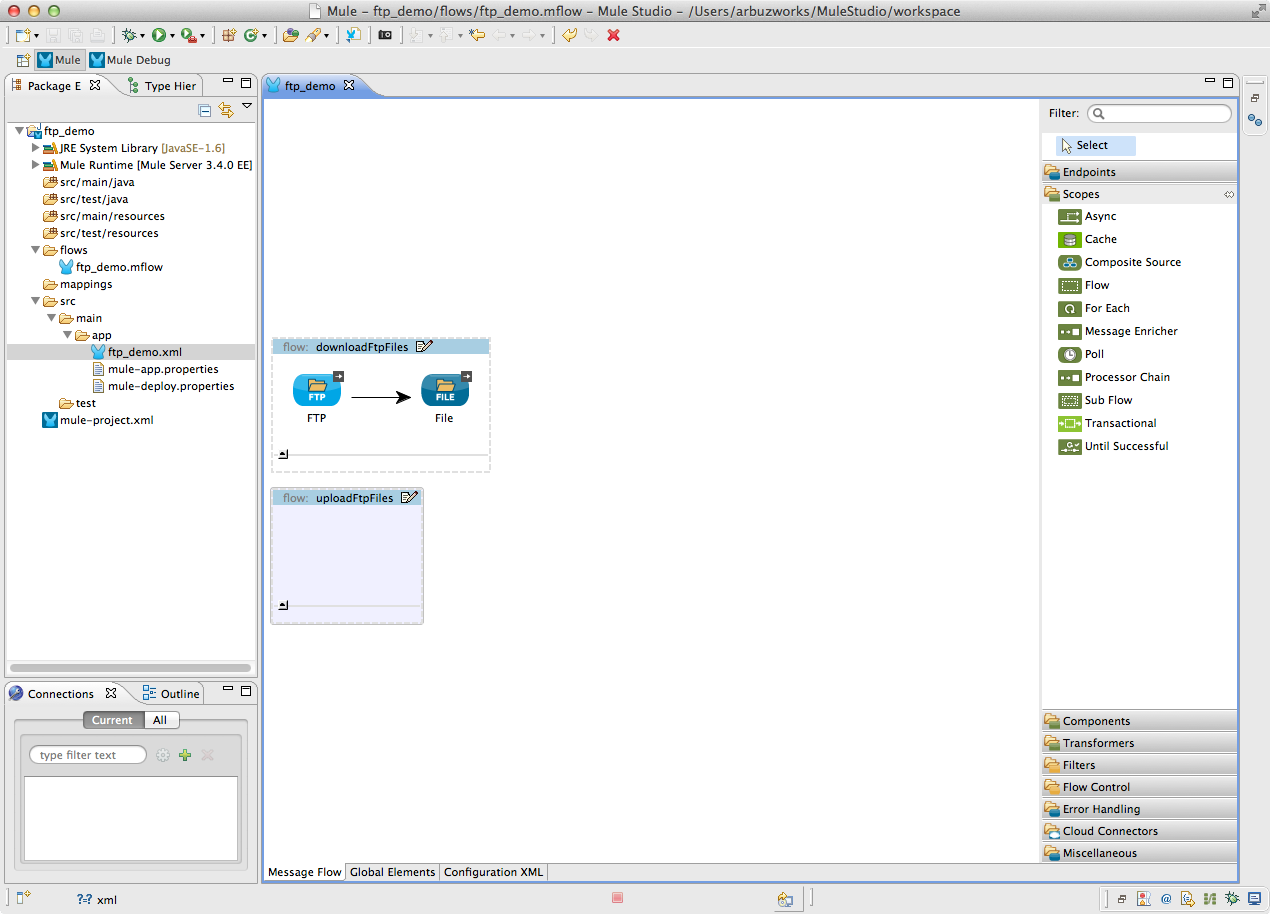 Mule – ftp_demo/flows/ftp_demo.mflow – Mule Studio – /Users/arbuzworks/MuleStudio/workspace
Mule
Mule Debug
Package E
Type Hier
ftp_demo
JRE System Library [JavaSE-1.6]
Mule Runtime [Mule Server 3.4.0 EE]
src/main/java
src/test/java
src/main/resources
src/test/resources
flows
ftp_demo.mflow
mappings
src
main
app
ftp_demo.xml
mule-app.properties
mule-deploy.properties
test
mule-project.xml
Connections
Outline
Current
All
type filter text
ftp_demo
flow: downloadFtpFiles
FTP
FILE
FTP
File
flow: uploadFtpFiles
Message Flow
Global Elements
Configuration XML
Filter:
Select
Endpoints
Scopes
Async
Cache
Composite Source
Flow
For Each
Message Enricher
Poll
Processor Chain
Sub Flow
Transactional
Until Successful
Components
Transformers
Filters
Flow Control
Error Handling
Cloud Connectors
Miscellaneous
?-? xml